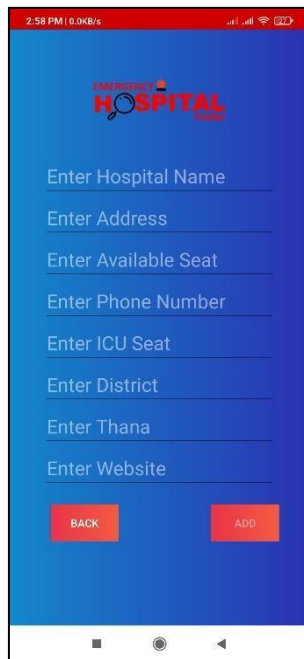 2:58 PM | 0.0KB/s
EMERGENCY
HOSPITAL
Enter Hospital Name
Enter Address
Enter Available Seat
Enter Phone Number
Enter ICU Seat
Enter District
Enter Thana
Enter Website
BACK ADD